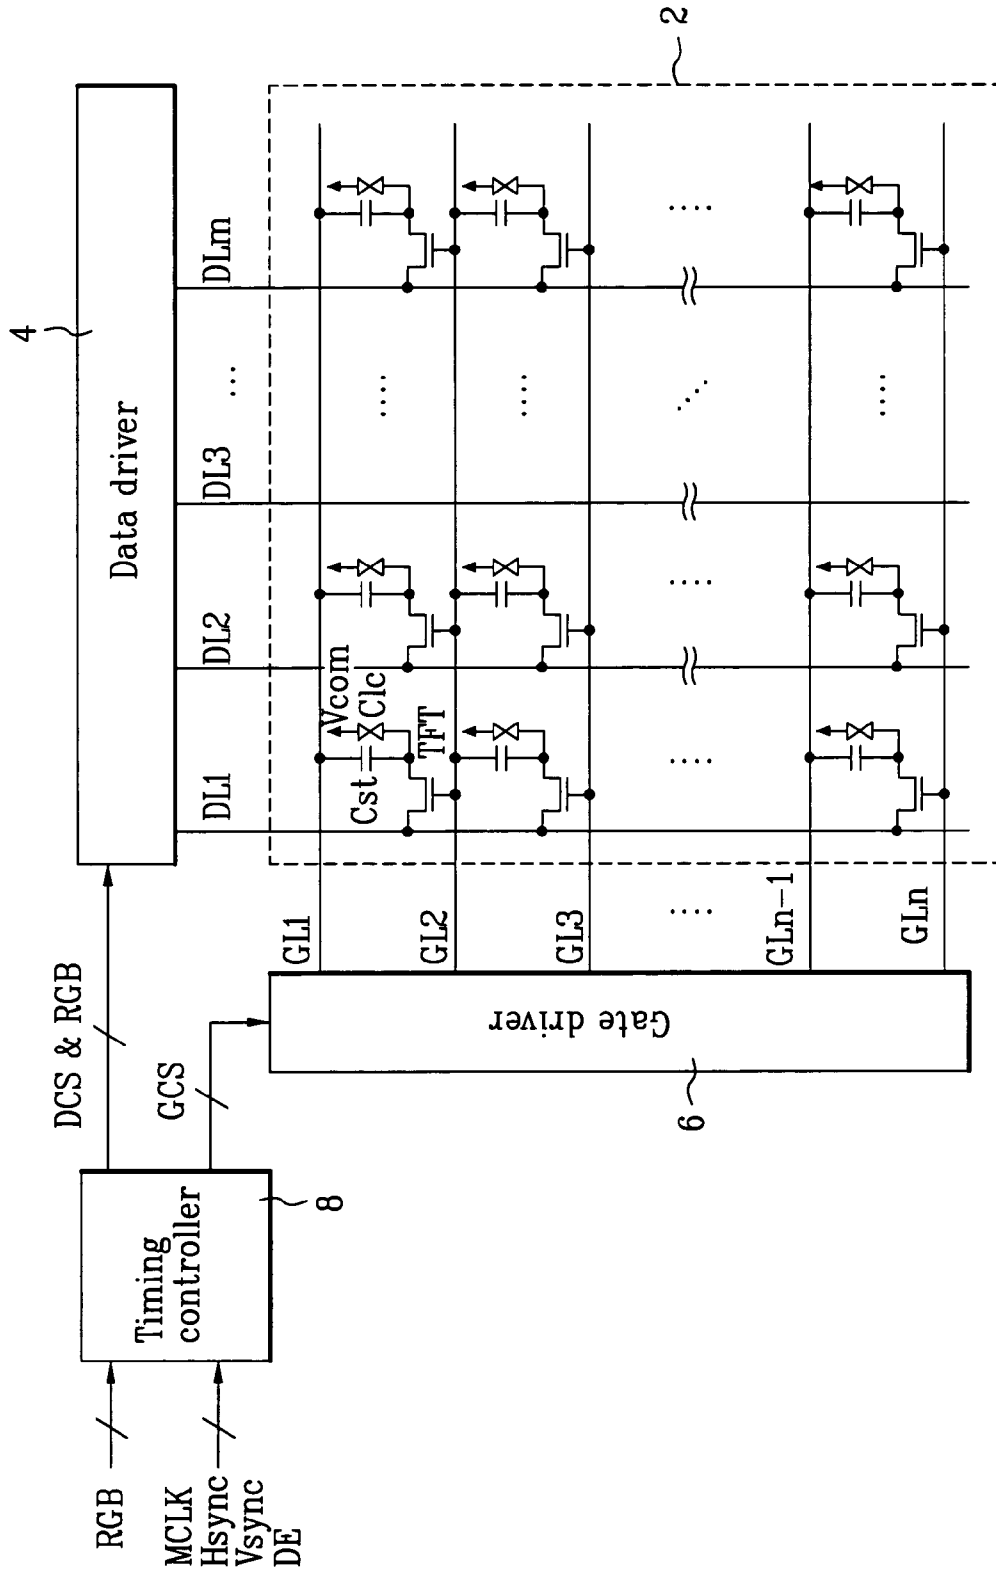 RGB
MCLK
Hsync
Vsync
DE
Timing
controller
8
DCS & RGB
GCS
Data driver
4
Gate driver
6
DL1
DL2
DL3
...
DLm
2
GL1
GL2
GL3
....
GLn-1
GLn
Vcom
Clc
Cst
TFT